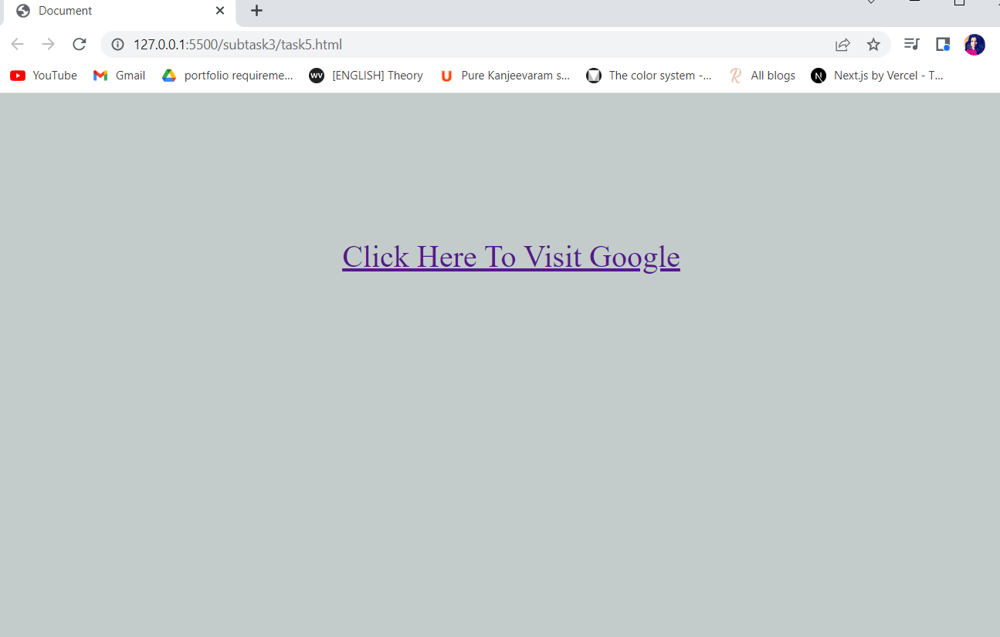 Document
127.0.0.1:5500/subtask3/task5.html
YouTube Gmail portfolio requireme... WV [ENGLISH] Theory Pure Kanjeevaram s... The color system -... R All blogs N Next.js by Vercel - T...
Click Here To Visit Google